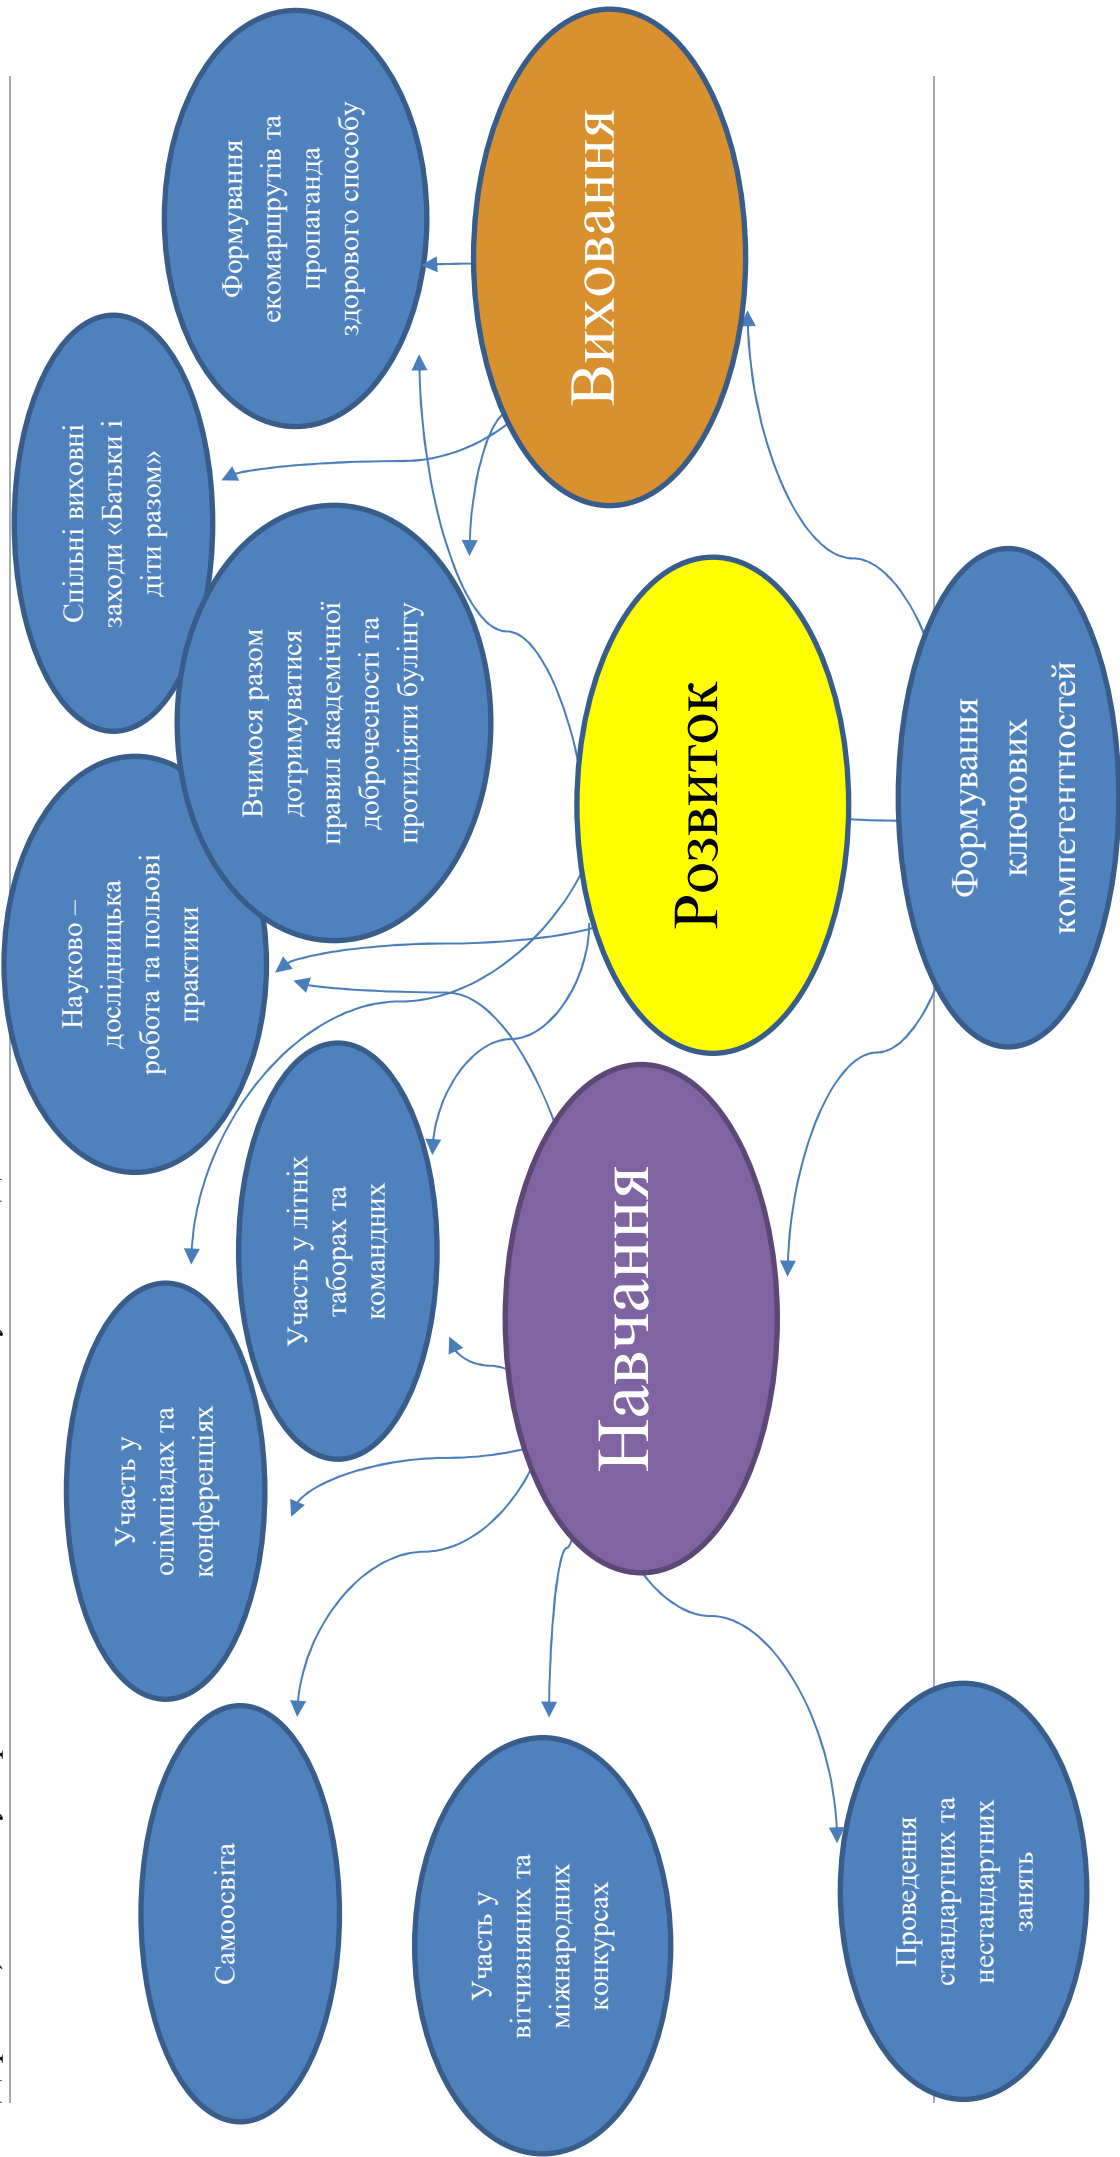 Формування
ключових
компетентностей
Навчання
Розвиток
Виховання
Проведення
стандартних та
нестандартних
занять
Участь у
вітчизняних та
міжнародних
конкурсах
Самоосвіта
Участь у
олімпіадах та
конференціях
Участь у літніх
таборах та
командних
Науково –
дослідницька
робота та польові
практики
Вчимося разом
дотримуватися
правил академічної
доброчесності та
протидіяти булінгу
Спільні виховні
заходи «Батьки і
діти разом»
Формування
екомаршрутів та
пропаганда
здорового способу